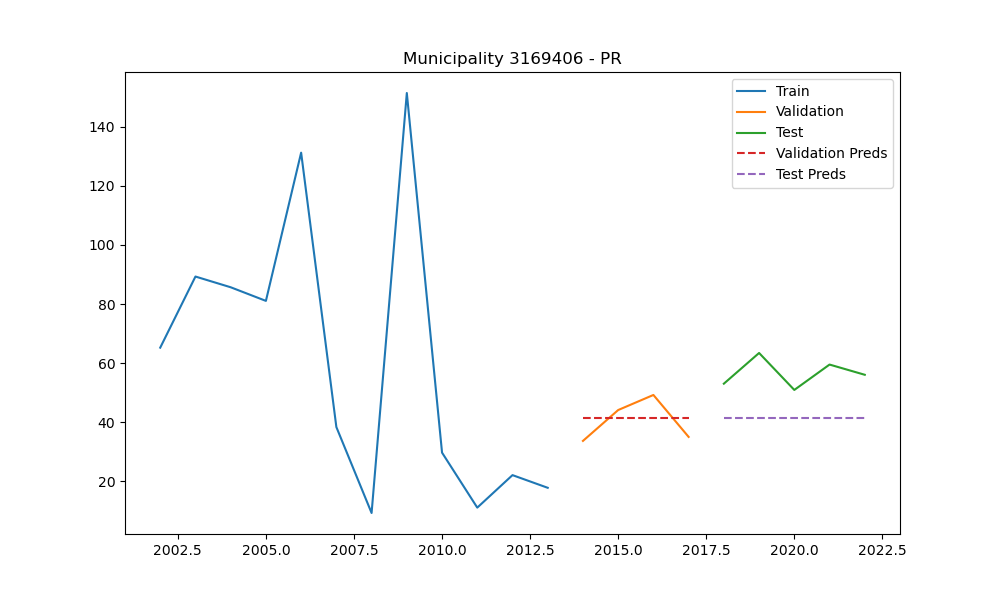 Municipality 3169406 - PR
Train
Validation
Test
Validation Preds
Test Preds
140
120
100
80
60
40
20
2002.5 2005.0 2007.5 2010.0 2012.5 2015.0 2017.5 2020.0 2022.5